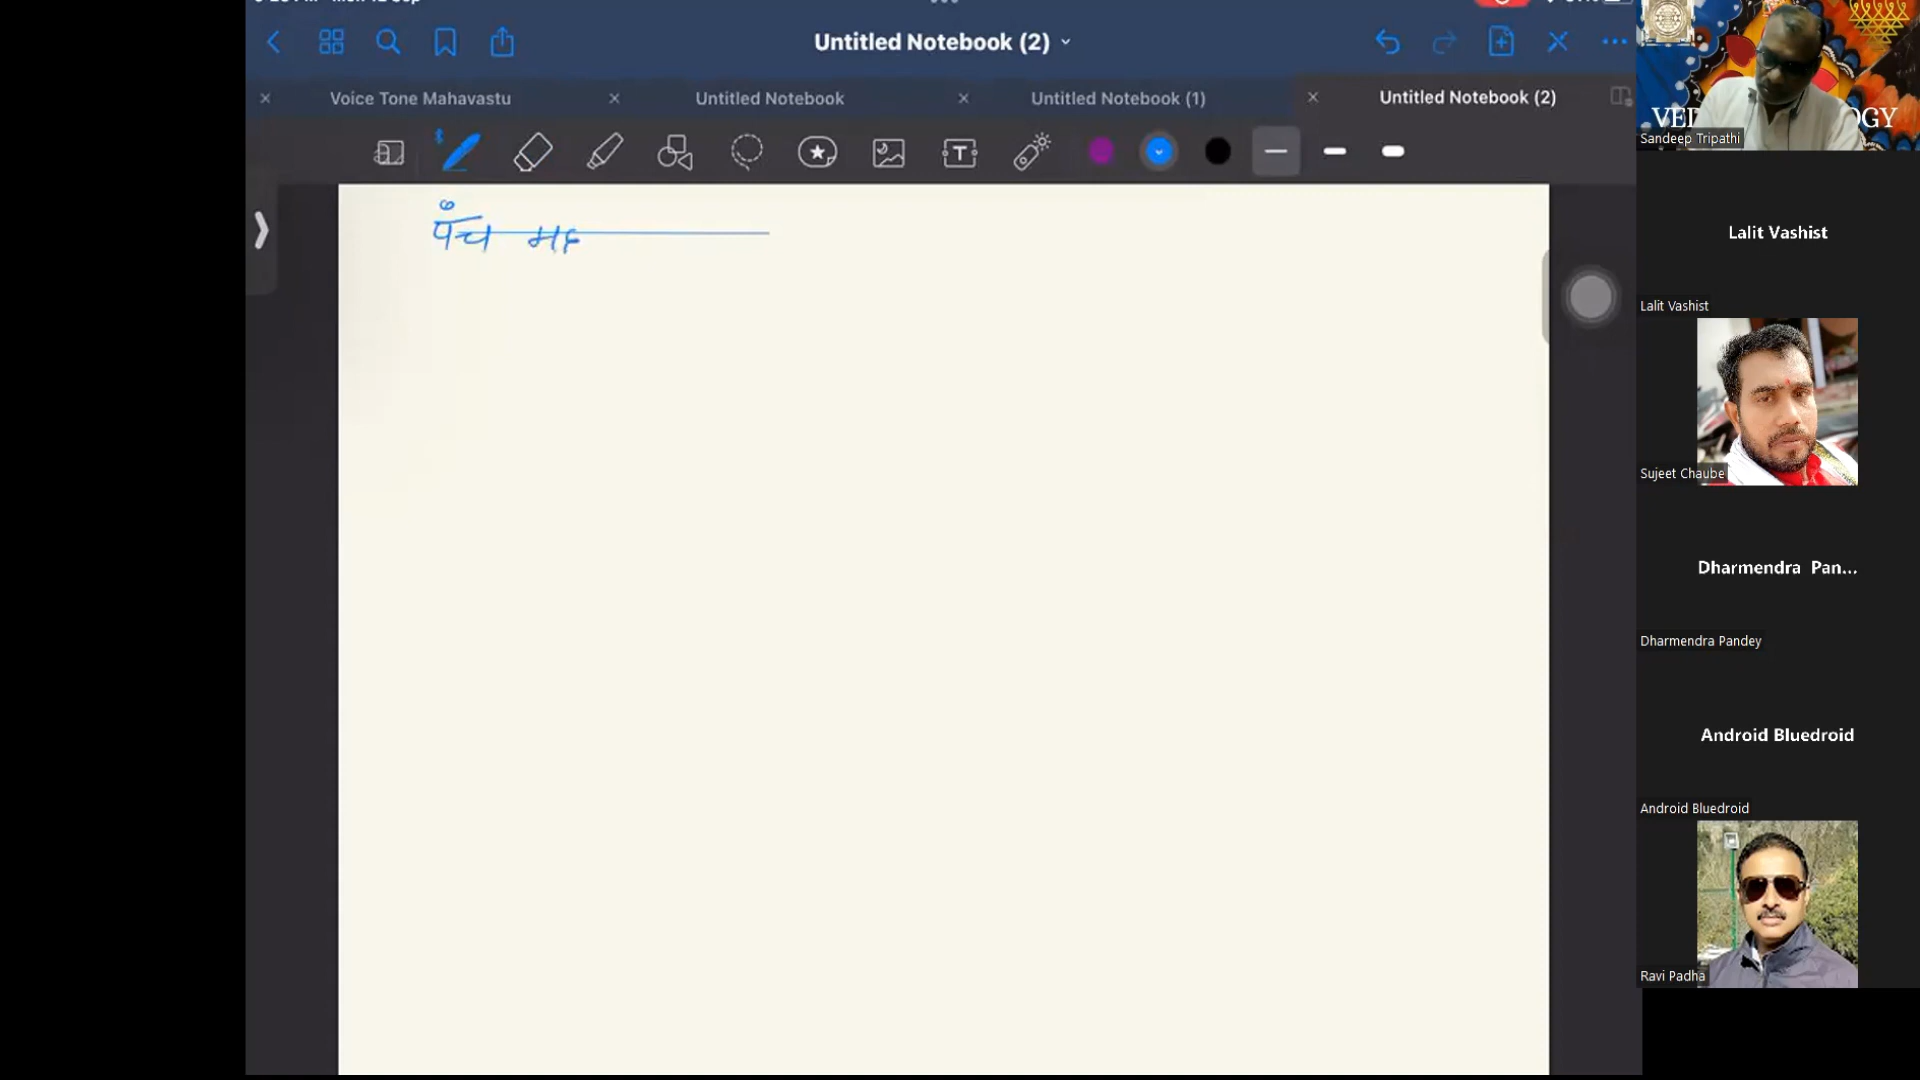 Untitled Notebook (2)
Voice Tone Mahavastu
Untitled Notebook
Untitled Notebook (1)
Untitled Notebook (2)
T
पंच
Sandeep Tripathi
Lalit Vashist
Lalit Vashist
Sujeet Chaube
Dharmendra Pan...
Dharmendra Pandey
Android Bluedroid
Android Bluedroid
Ravi Padha